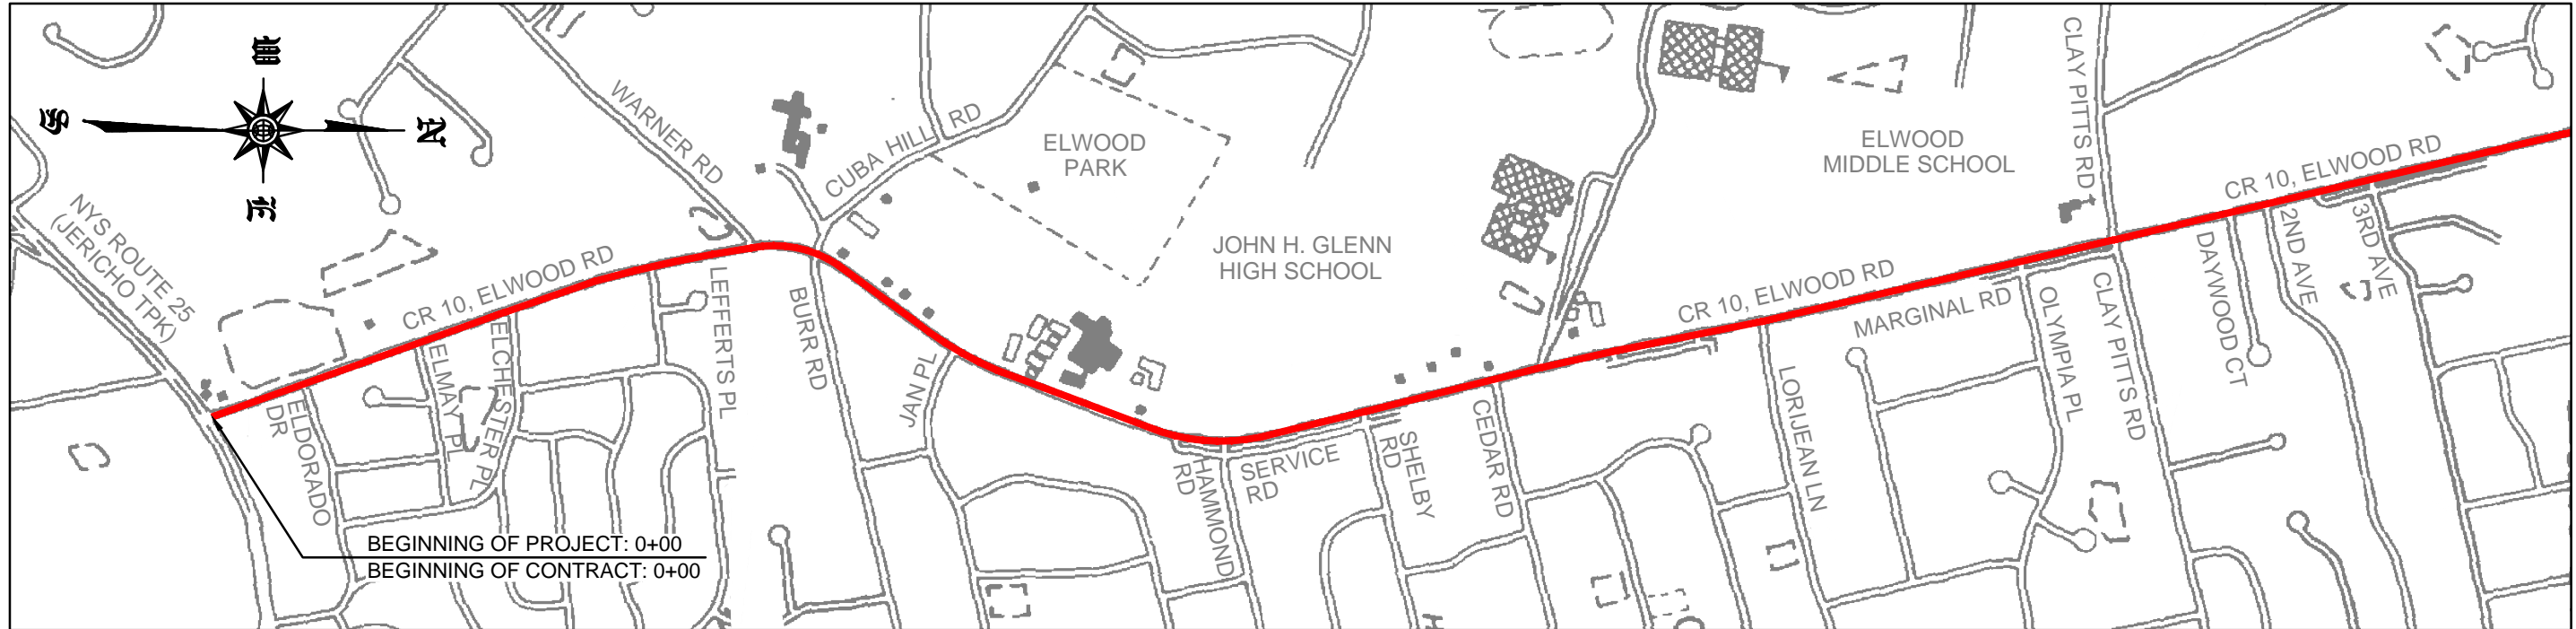 W
S
N
E
NYS ROUTE 25
(JERICHO TPK)
CR 10, ELWOOD RD
WARNER RD
CUBA HILL RD
ELWOOD
PARK
JOHN H. GLENN
HIGH SCHOOL
ELWOOD
MIDDLE SCHOOL
CLAY PITTS RD
CR 10, ELWOOD RD
CR 10, ELWOOD RD
ELDORADO
DR
ELMAY PL
ELCHESTER PL
LEFFERTS PL
BURR RD
JAN PL
HAMMOND
RD
SERVICE
RD
SHELBY
RD
CEDAR RD
LORIJEAN LN
MARGINAL RD
OLYMPIA PL
CLAY PITTS RD
DAYWOOD CT
2ND AVE
3RD AVE
BEGINNING OF PROJECT: 0+00
BEGINNING OF CONTRACT: 0+00